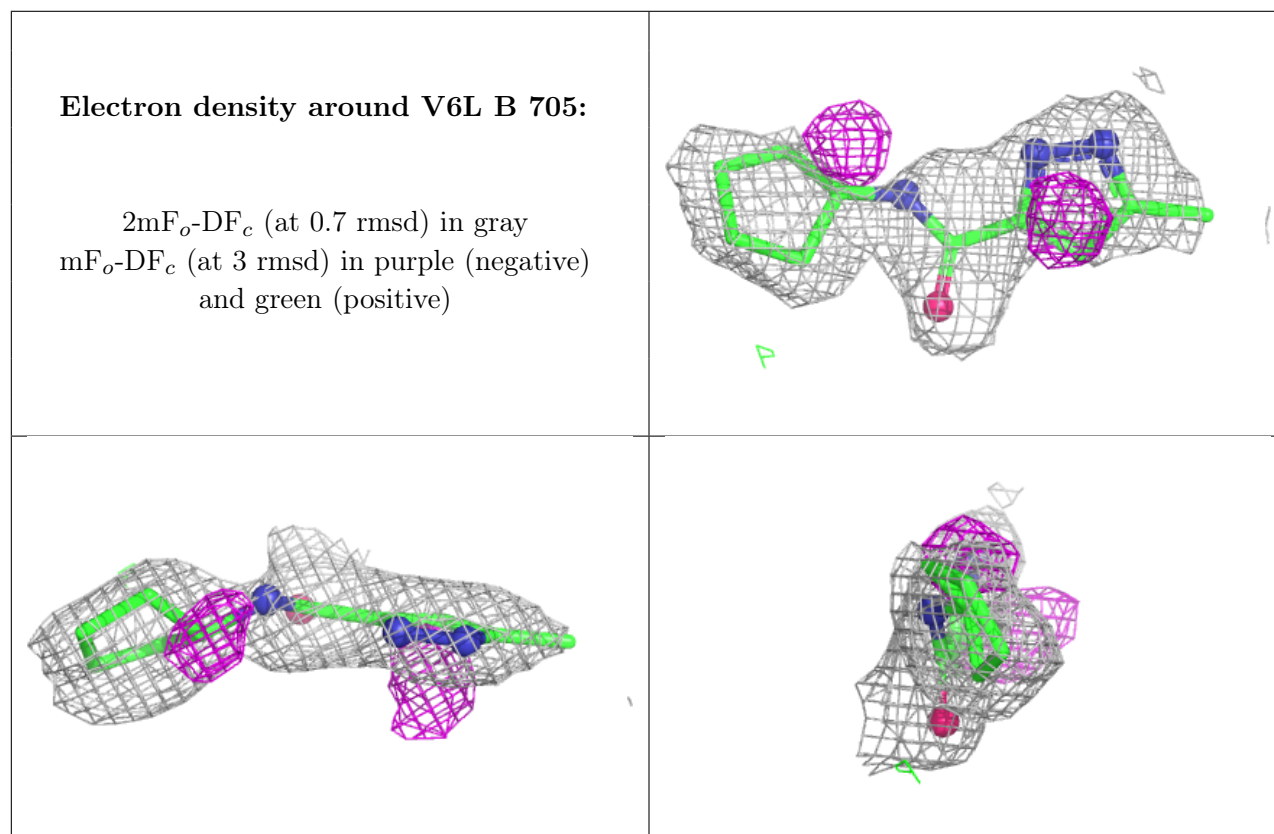 Electron density around V6L B 705:
2mFo-DFc (at 0.7 rmsd) in gray
mFo-DFc (at 3 rmsd) in purple (negative)
and green (positive)